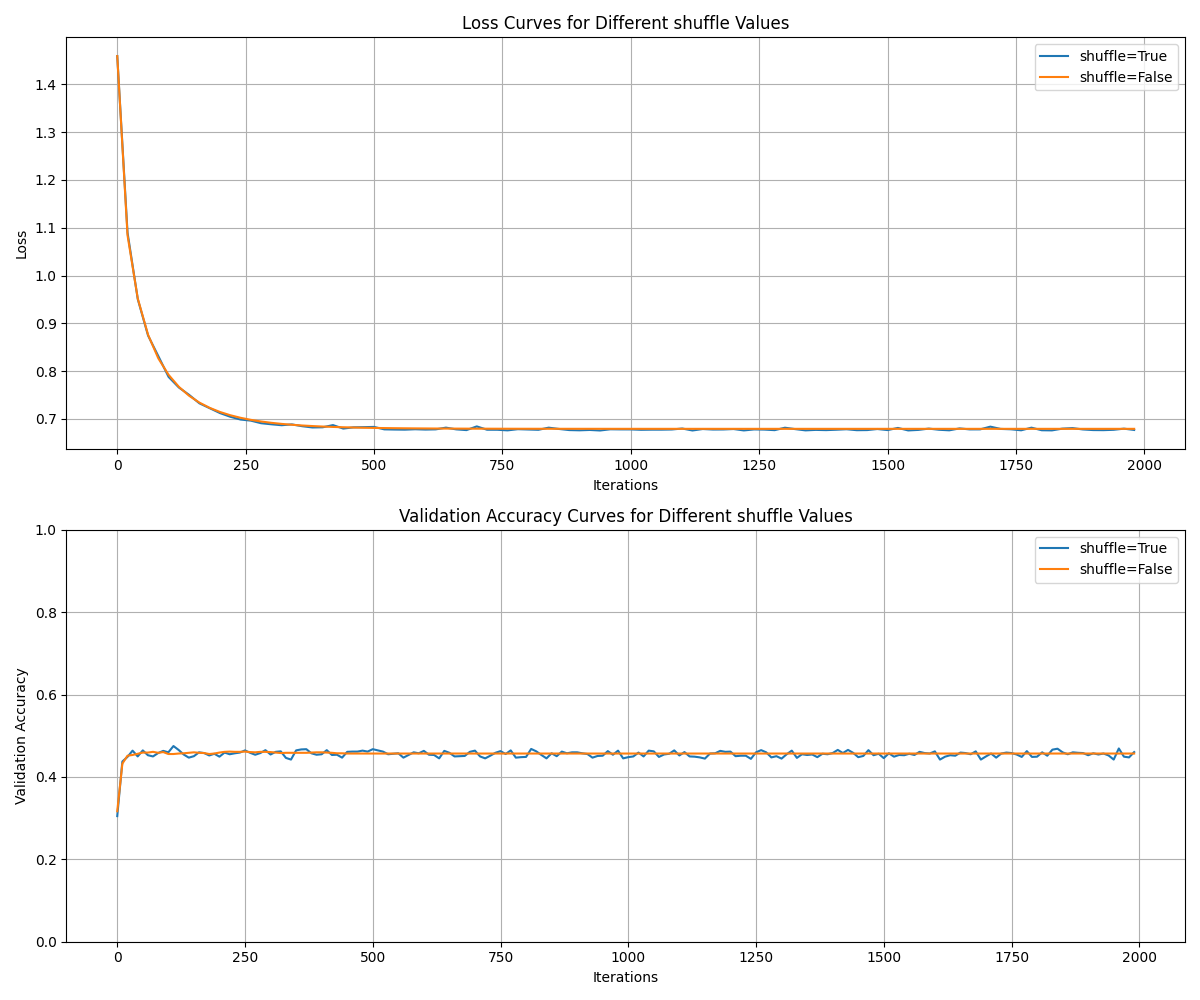 Loss Curves for Different shuffle Values
shuffle=True
shuffle=False
1.4
1.3
1.2
1.1
1.0
0.9
0.8
0.7
Loss
0 250 500 750 1000 1250 1500 1750 2000
Iterations
Validation Accuracy Curves for Different shuffle Values
shuffle=True
shuffle=False
1.0
0.8
0.6
0.4
0.2
0.0
Validation Accuracy
0 250 500 750 1000 1250 1500 1750 2000
Iterations